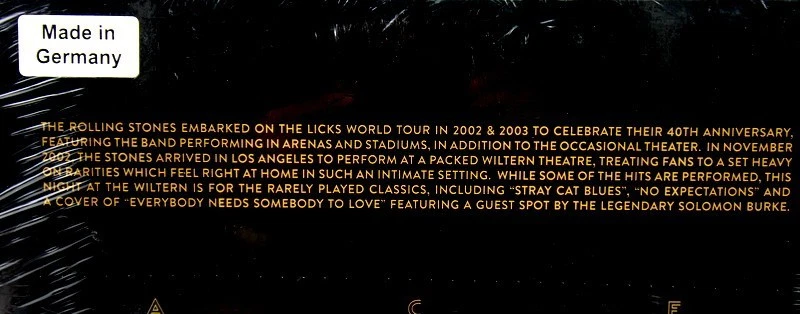 Made in
Germany
THE ROLLING STONES EMBARKED ON THE LICKS WORLD TOUR IN 2002 & 2003 TO CELEBRATE THEIR 40TH ANNIVERSARY,
FEATURING THE BAND PERFORMING IN ARENAS AND STADIUMS, IN ADDITION TO THE OCCASIONAL THEATER. IN NOVEMBER
2002, THE STONES ARRIVED IN LOS ANGELES TO PERFORM AT A PACKED WILTERN THEATRE, TREATING FANS TO A SET HEAVY
ON RARITIES WHICH FEEL RIGHT AT HOME IN SUCH AN INTIMATE SETTING. WHILE SOME OF THE HITS ARE PERFORMED, THIS
NIGHT AT THE WILTERN IS FOR THE RARELY PLAYED CLASSICS, INCLUDING “STRAY CAT BLUES”, “NO EXPECTATIONS” AND
A COVER OF “EVERYBODY NEEDS SOMEBODY TO LOVE” FEATURING A GUEST SPOT BY THE LEGENDARY SOLOMON BURKE.
A C E